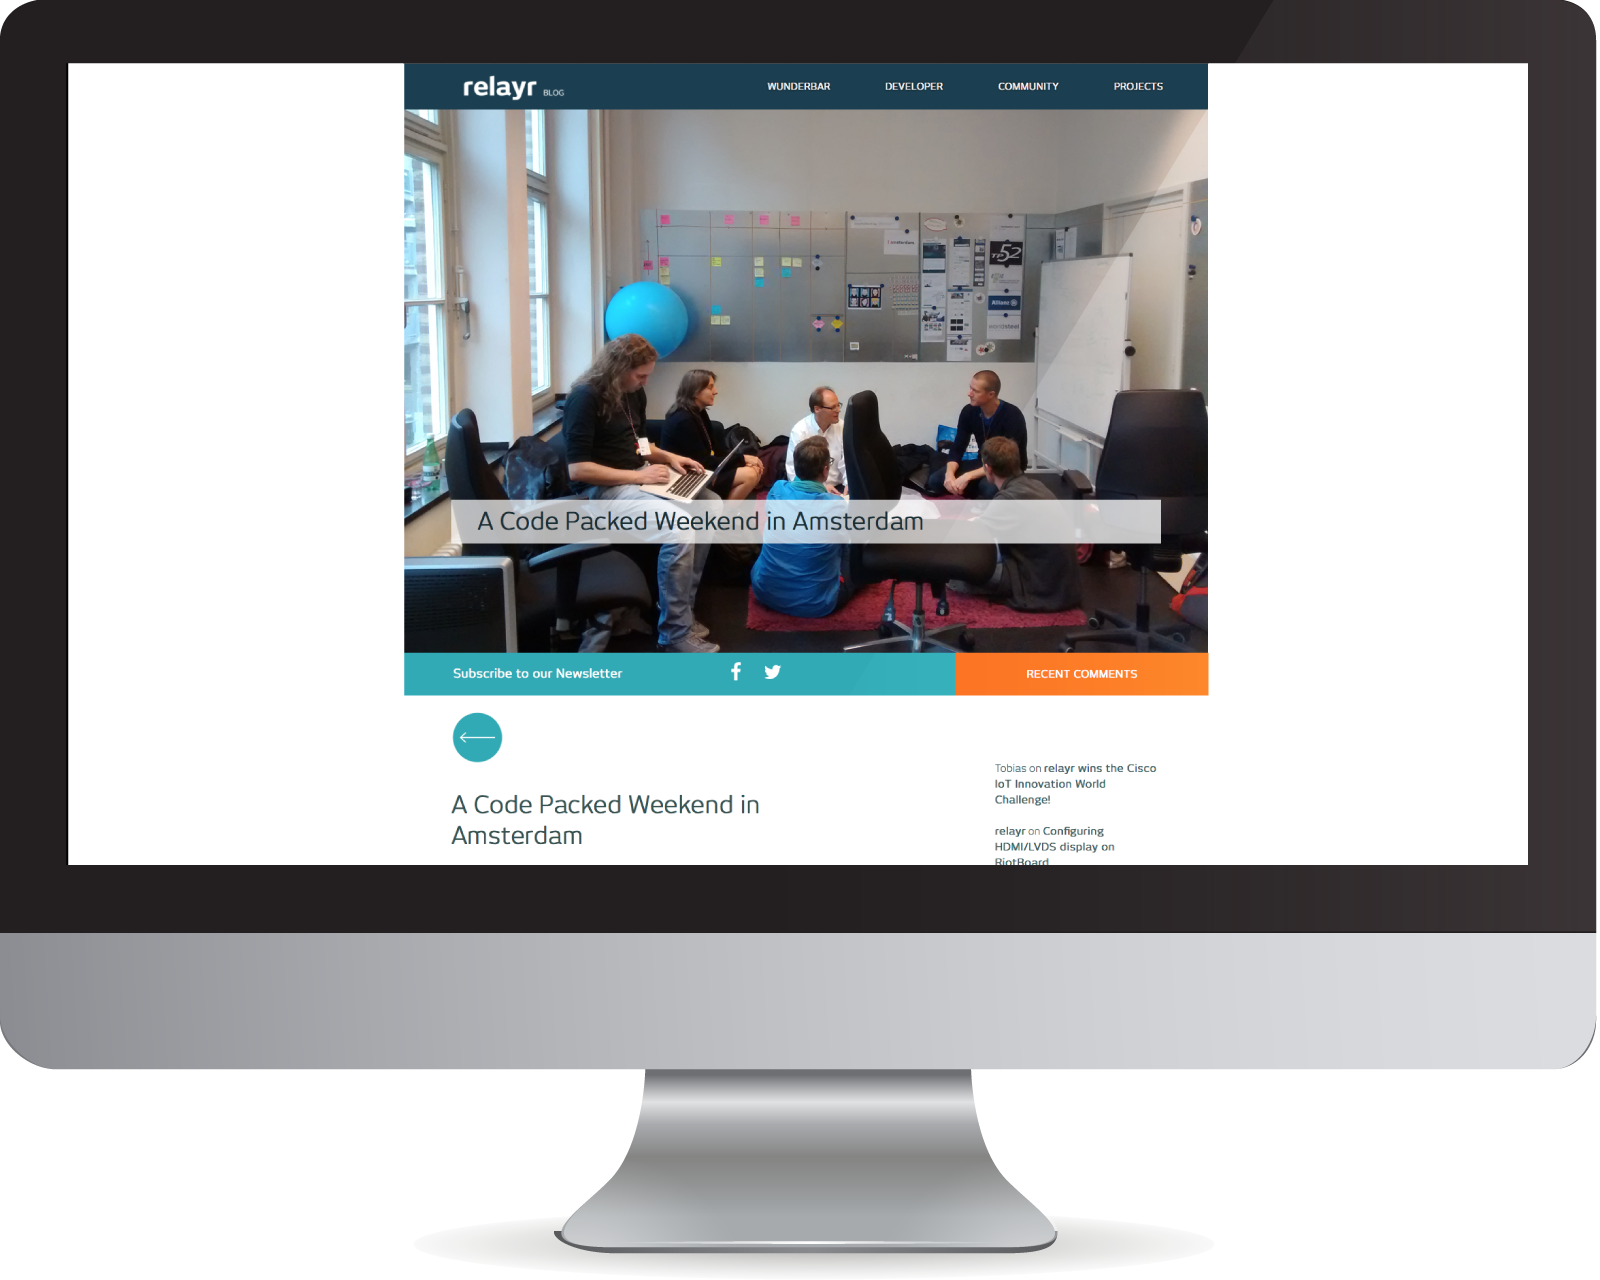 relayr BLOG
WUNDERBAR DEVELOPER COMMUNITY PROJECTS
52
Allianz
A Code Packed Weekend in Amsterdam
Subscribe to our Newsletter
RECENT COMMENTS
A Code Packed Weekend in
Amsterdam
Tobias on relayr wins the Cisco
IoT Innovation World
Challenge!
relayr on Configuring
HDMI/LVDS display on
RiotBoard